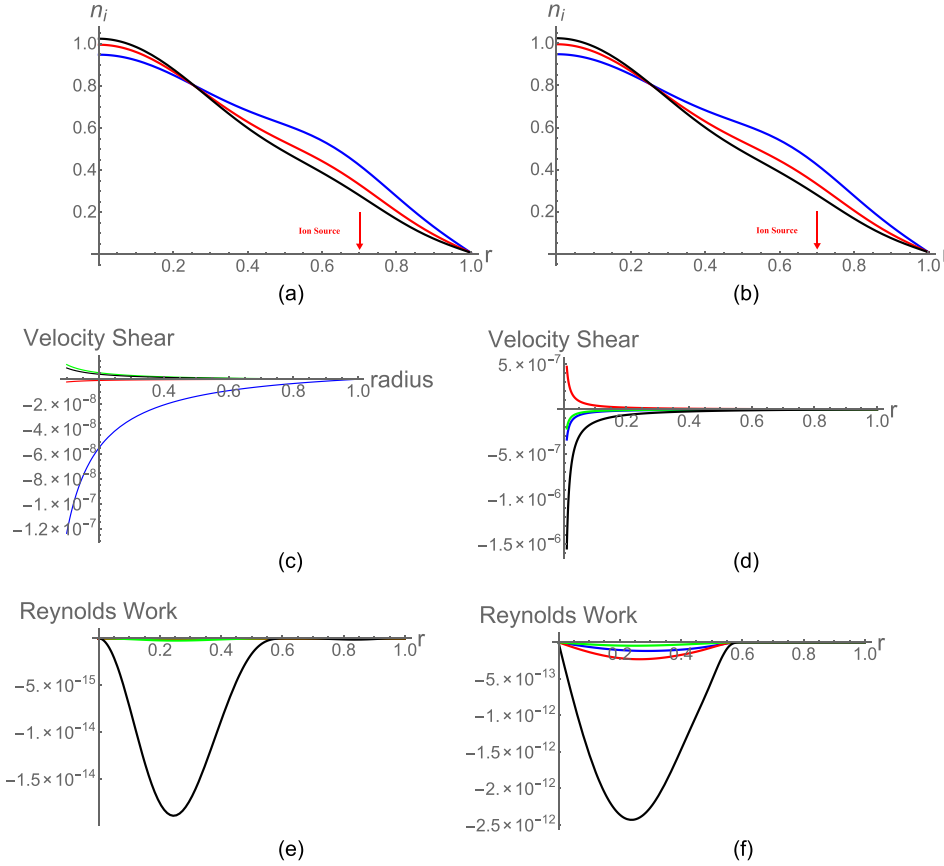 n_i
1.0
0.8
0.6
0.4
0.2
Ion Source
0.2 0.4 0.6 0.8 1.0
r
(a)
n_i
1.0
0.8
0.6
0.4
0.2
Ion Source
0.2 0.4 0.6 0.8 1.0
(b)
Velocity Shear
radius
0.4 0.6 0.8 1.0
−2.×10⁻⁸
−4.×10⁻⁸
−6.×10⁻⁸
−8.×10⁻⁸
−1.×10⁻⁷
−1.2×10⁻⁷
(c)
Velocity Shear
5.×10⁻⁷
r
0.2 0.4 0.6 0.8 1.0
−5.×10⁻⁷
−1.×10⁻⁶
−1.5×10⁻⁶
(d)
Reynolds Work
r
0.2 0.4 0.6 0.8 1.0
−5.×10⁻¹⁵
−1.×10⁻¹⁴
−1.5×10⁻¹⁴
(e)
Reynolds Work
r
0.2 0.4 0.6 0.8 1.0
−5.×10⁻¹³
−1.×10⁻¹²
−1.5×10⁻¹²
−2.×10⁻¹²
−2.5×10⁻¹²
(f)